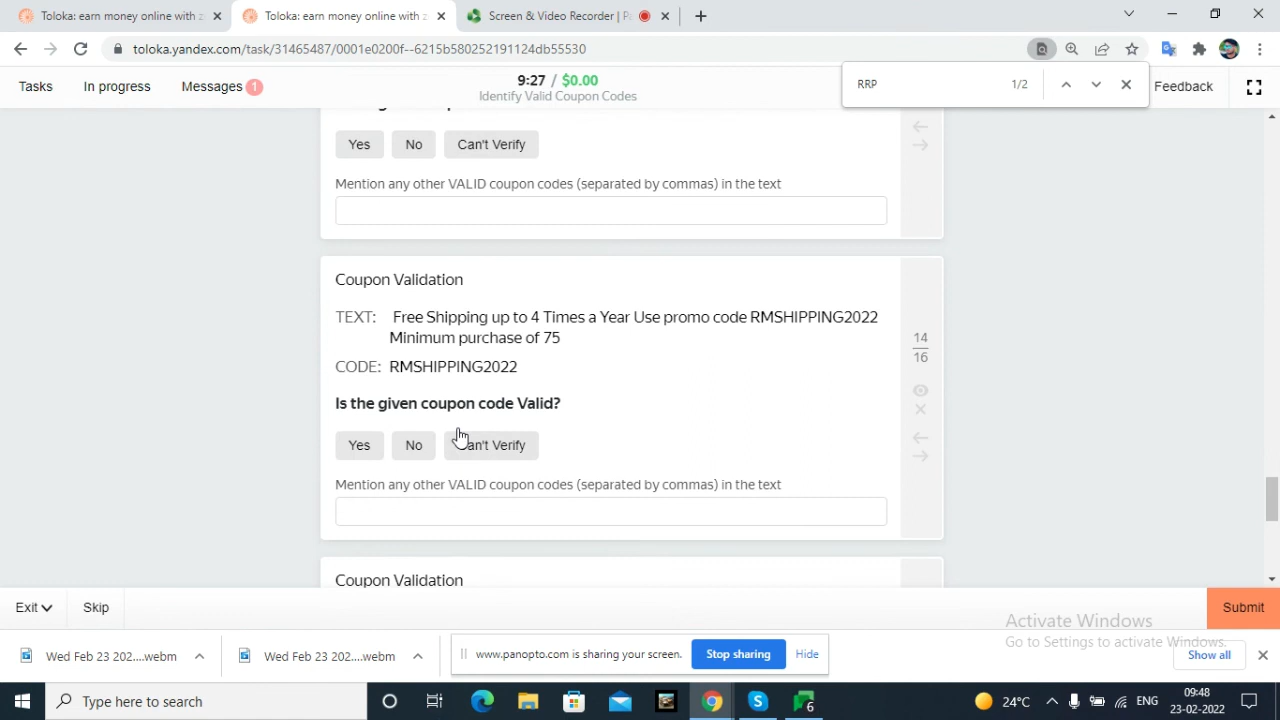 Toloka: earn money online with z
Toloka: earn money online with z
Screen & Video Recorder | Pa
toloka.yandex.com/task/31465487/0001e0200f--6215b580252191124db55530
Tasks
In progress
Messages 1
9:27 / $0.00
Identify Valid Coupon Codes
RRP
1/2
Feedback
Yes
No
Can't Verify
Mention any other VALID coupon codes (separated by commas) in the text
Coupon Validation
TEXT: Free Shipping up to 4 Times a Year Use promo code RMSHIPPING2022
Minimum purchase of 75
CODE: RMSHIPPING2022
Is the given coupon code Valid?
Yes
No
an't Verify
Mention any other VALID coupon codes (separated by commas) in the text
14
16
Coupon Validation
Exit
Skip
Submit
Activate Windows
Go to Settings to activate Windows.
Wed Feb 23 202....webm
Wed Feb 23 202....webm
www.panopto.com is sharing your screen.
Stop sharing
Hide
Show all
Type here to search
6
24°C
ENG
09:48
23-02-2022